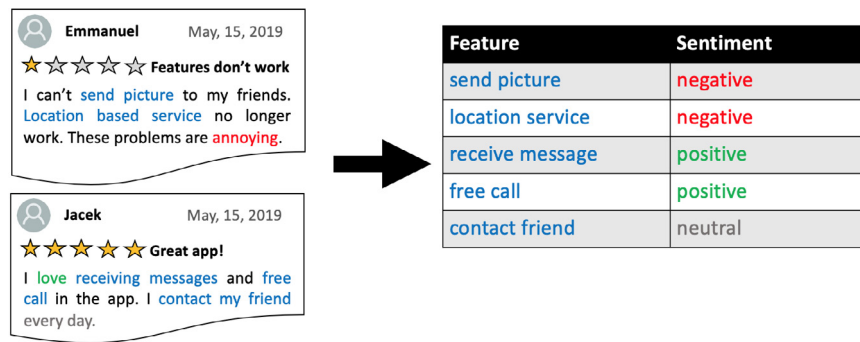 Emmanuel May, 15, 2019
Features don't work
I can't send picture to my friends.
Location based service no longer
work. These problems are annoying.
Jacek May, 15, 2019
Great app!
I love receiving messages and free
call in the app. I contact my friend
every day.
Feature Sentiment
send picture negative
location service negative
receive message positive
free call positive
contact friend neutral